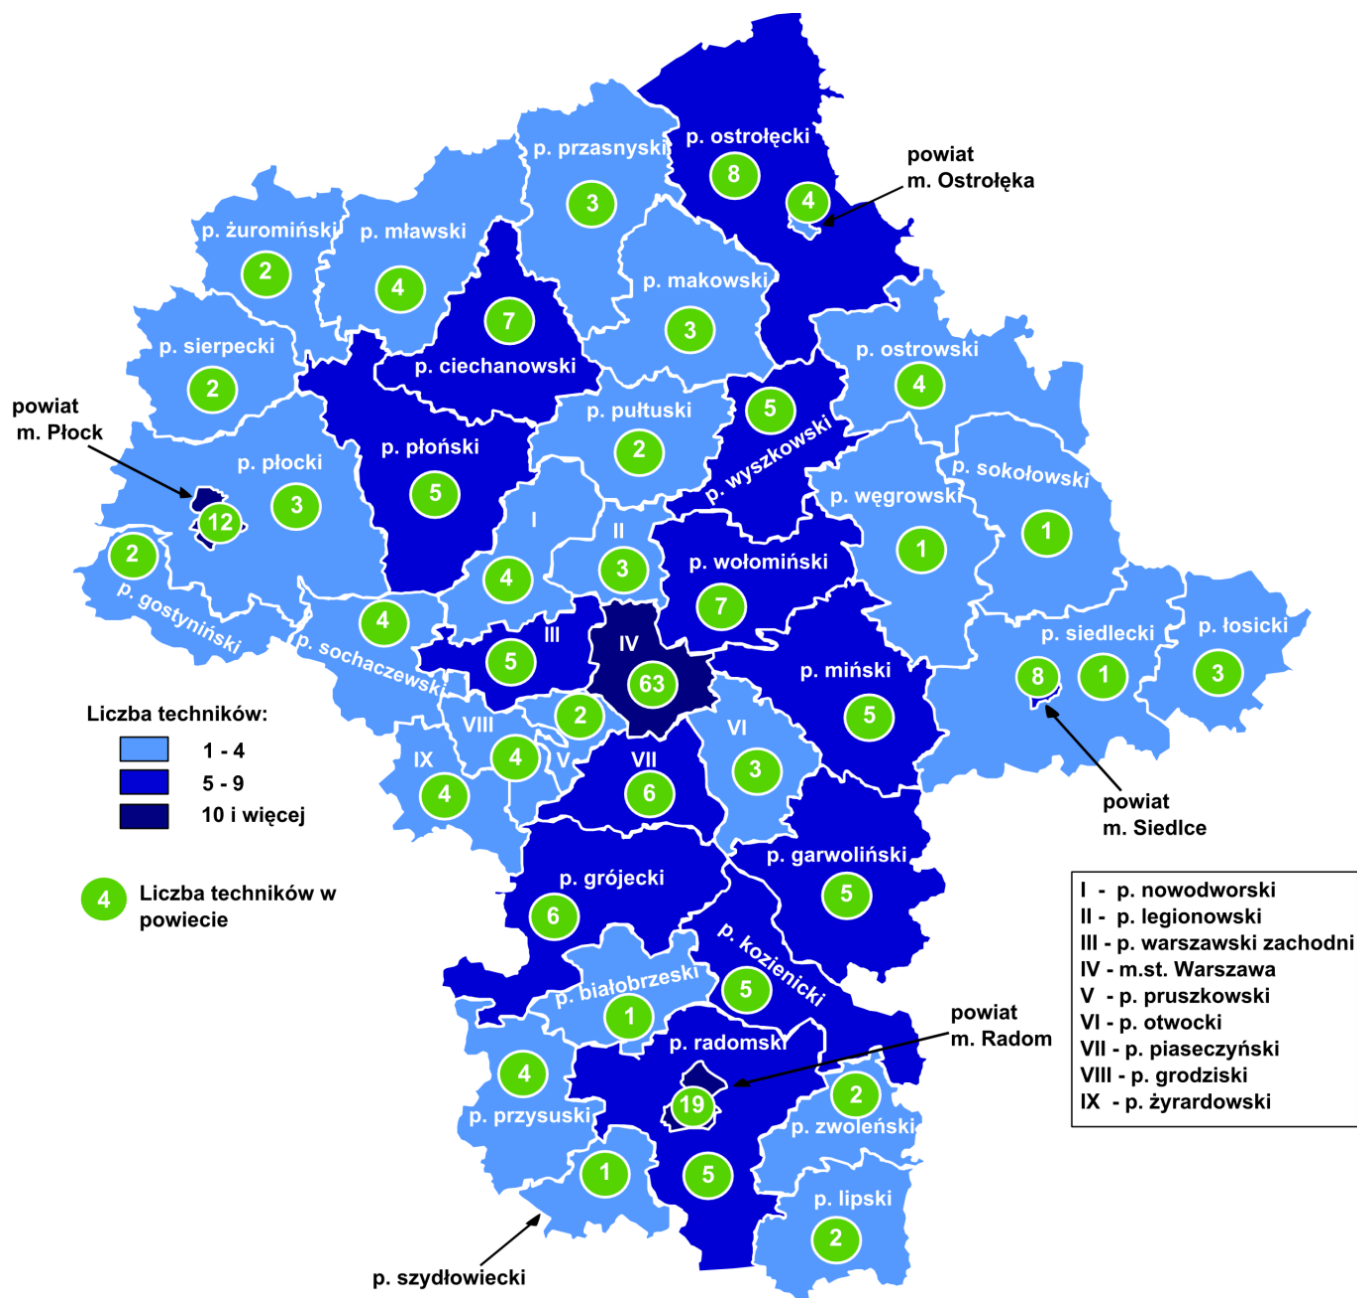 p. ostrołęcki
8
4
powiat
m. Ostrołęka
p. przasnyski
3
p. żuromiński
2
p. mławski
4
p. makowski
3
7
p. ciechanowski
p. sierpecki
2
p. ostrowski
4
powiat
m. Płock
p. pułtuski
2
5
p. wyszkowski
p. płoński
5
p. płocki
3
12
p. sokołowski
1
p. węgrowski
1
I
4
II
3
2
p. gostyniński
p. wołomiński
7
4
p. sochaczewski
III
5
IV
63
p. siedlecki
8
1
p. łosicki
3
p. miński
5
VIII
4
2
V
VI
3
IX
4
VII
6
powiat
m. Siedlce
Liczba techników:
1 - 4
5 - 9
10 i więcej
4
Liczba techników w
powiecie
p. garwoliński
5
p. grójecki
6
p. kozienicki
5
p. białobrzeski
1
powiat
m. Radom
p. radomski
19
5
4
p. przysuski
2
p. zwoleński
1
p. szydłowiecki
p. lipski
2
I - p. nowodworski
II - p. legionowski
III - p. warszawski zachodni
IV - m.st. Warszawa
V - p. pruszkowski
VI - p. otwocki
VII - p. piaseczyński
VIII - p. grodziski
IX - p. żyrardowski